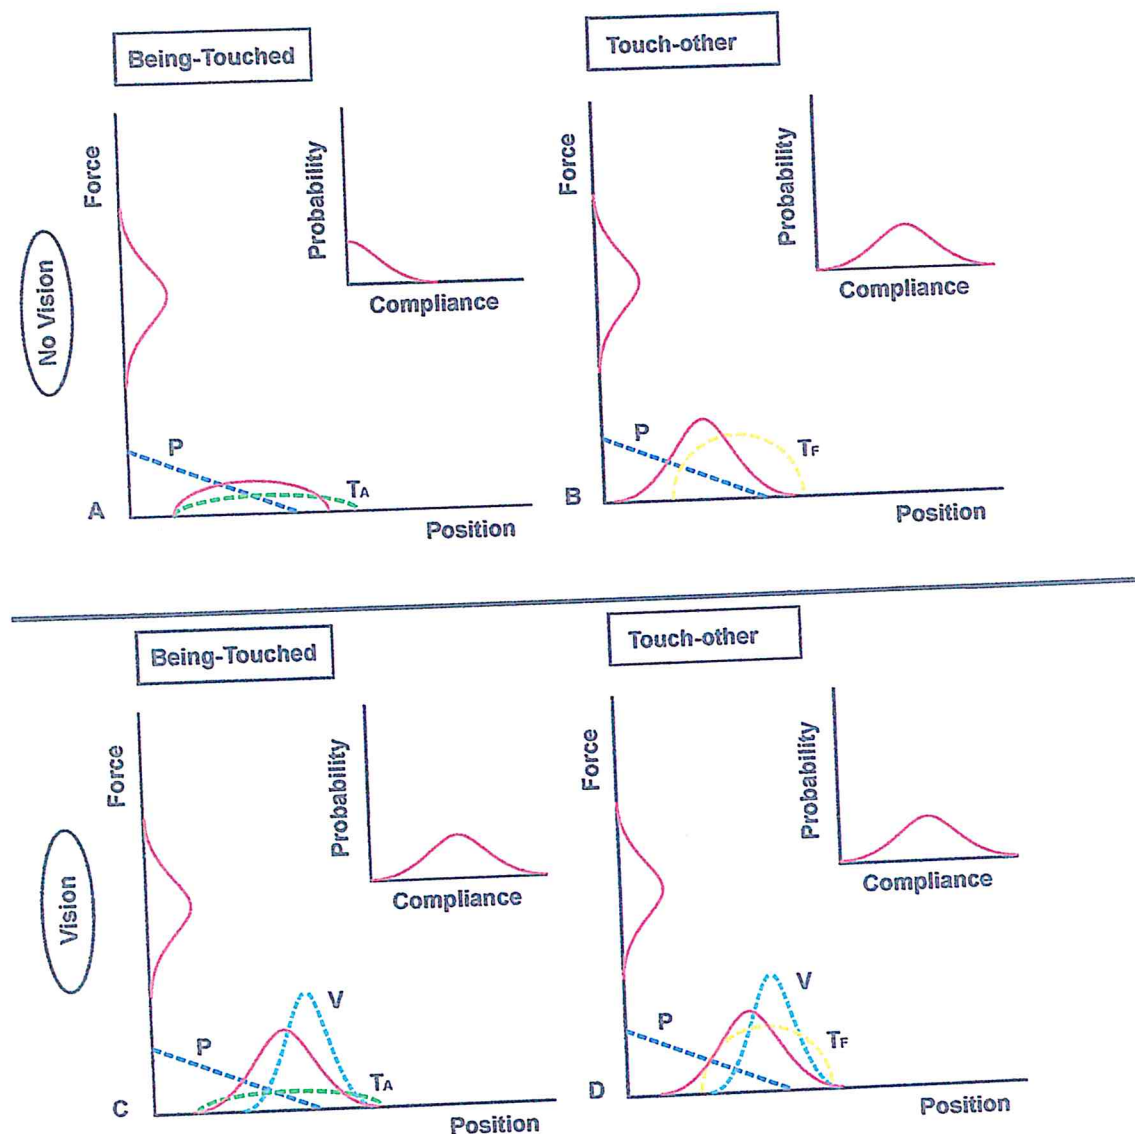 Being-Touched
Touch-other
No Vision
Force
Probability
Compliance
P
TA
A
Position
Force
Probability
Compliance
P
TF
B
Position
Being-Touched
Touch-other
Vision
Force
Probability
Compliance
V
P
TA
C
Position
Force
Probability
Compliance
V
P
TF
D
Position